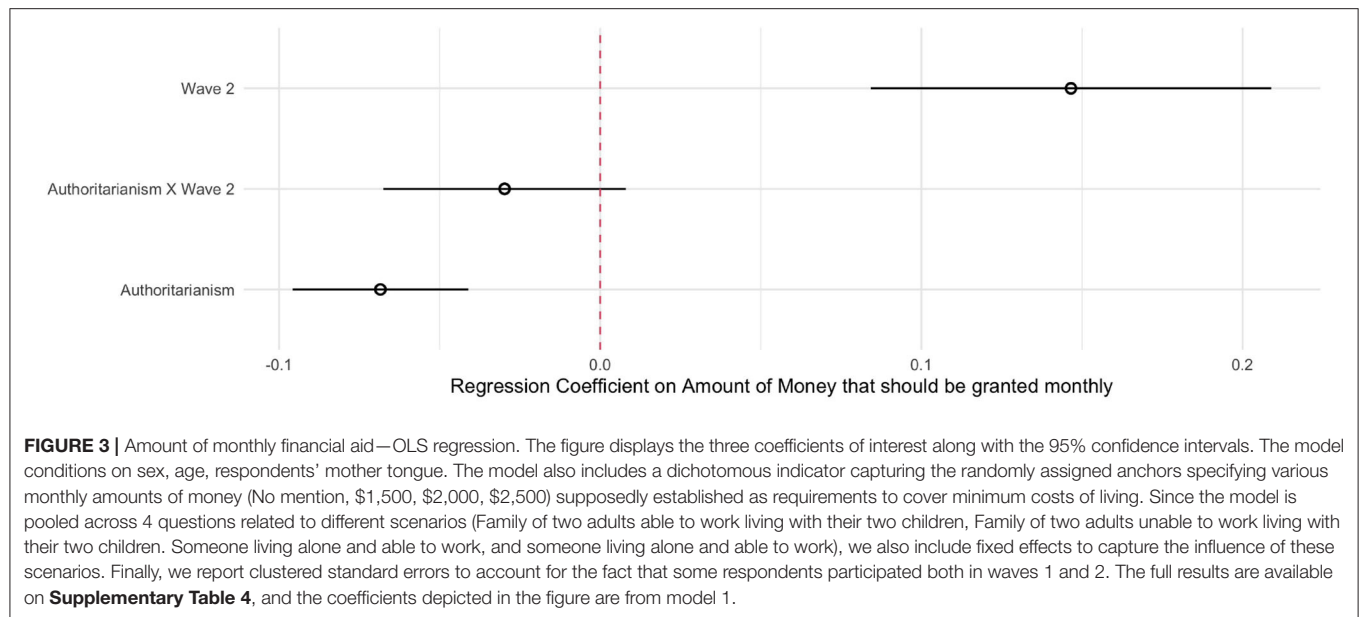 Wave 2
Authoritarianism X Wave 2
Authoritarianism
-0.1 0.0 0.1 0.2
Regression Coefficient on Amount of Money that should be granted monthly
FIGURE 3 | Amount of monthly financial aid—OLS regression. The figure displays the three coefficients of interest along with the 95% confidence intervals. The model
conditions on sex, age, respondents' mother tongue. The model also includes a dichotomous indicator capturing the randomly assigned anchors specifying various
monthly amounts of money (No mention, $1,500, $2,000, $2,500) supposedly established as requirements to cover minimum costs of living. Since the model is
pooled across 4 questions related to different scenarios (Family of two adults able to work living with their two children, Family of two adults unable to work living with
their two children. Someone living alone and able to work, and someone living alone and able to work), we also include fixed effects to capture the influence of these
scenarios. Finally, we report clustered standard errors to account for the fact that some respondents participated both in waves 1 and 2. The full results are available
on Supplementary Table 4, and the coefficients depicted in the figure are from model 1.